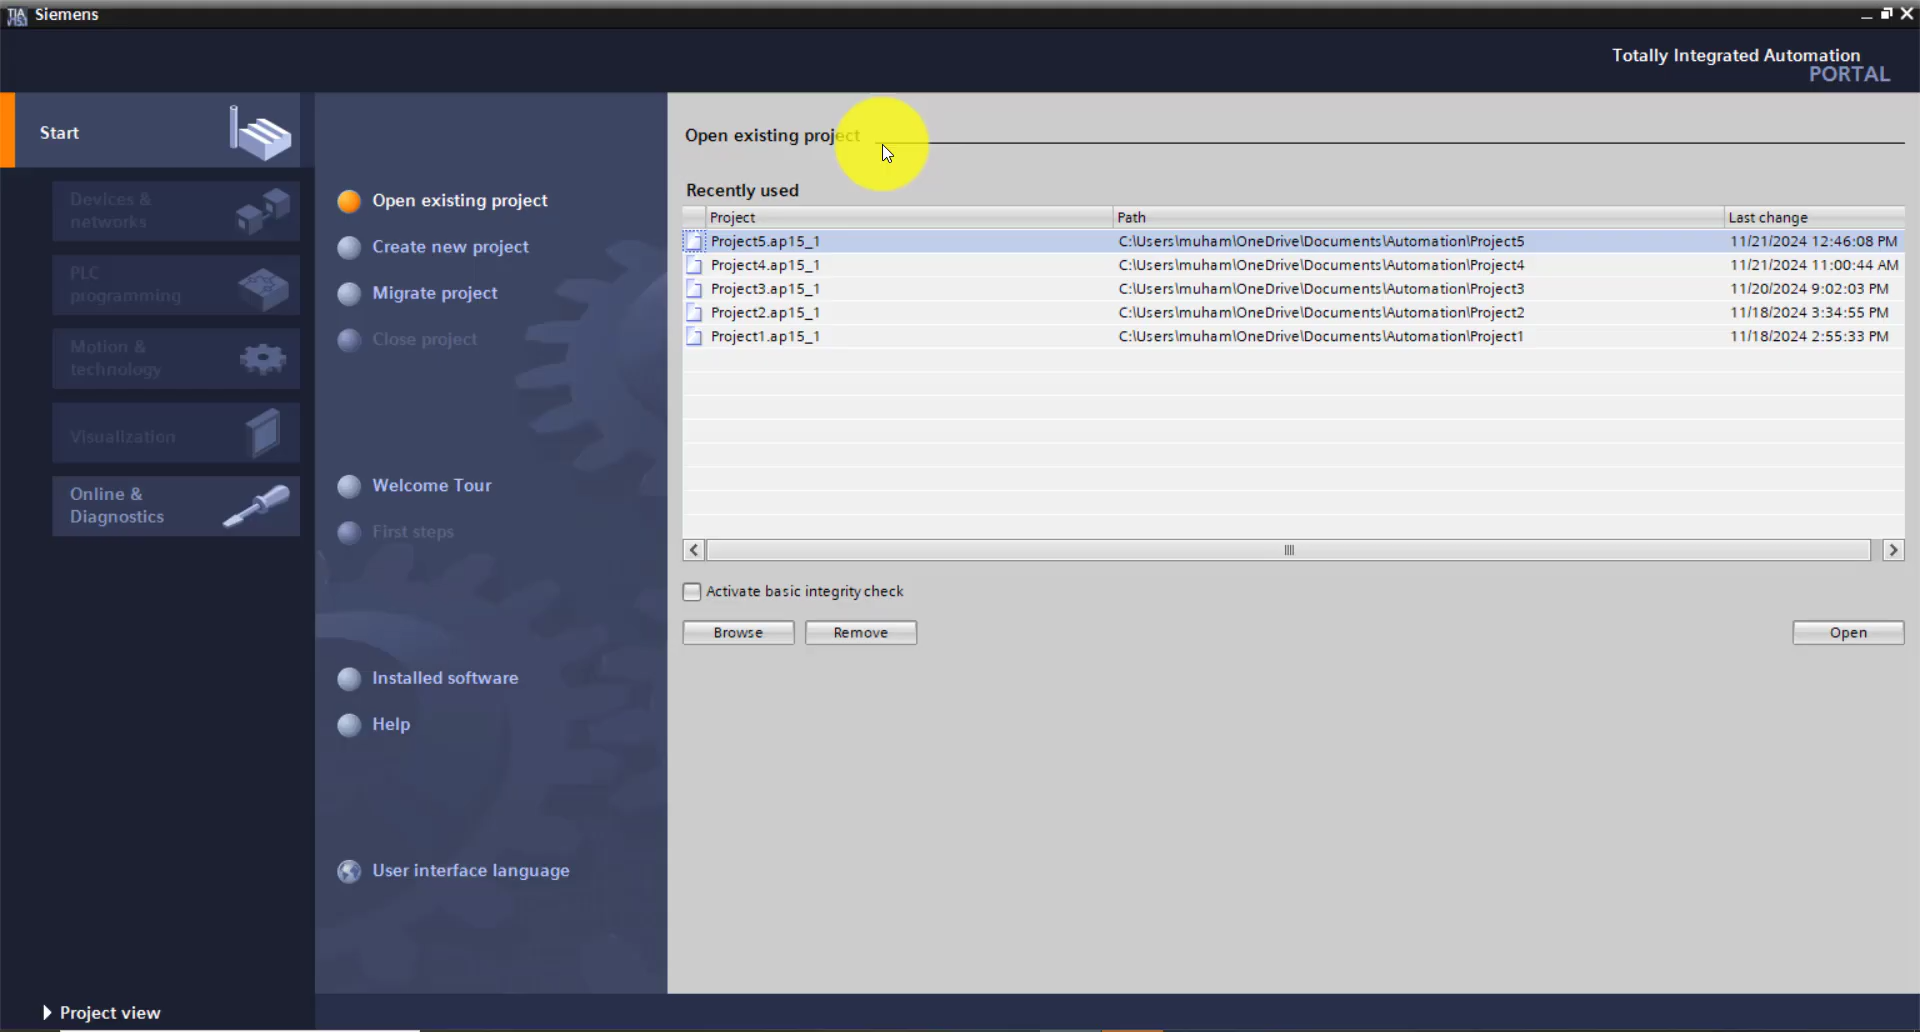 TIA
V15.1
Siemens
Totally Integrated Automation
PORTAL
Start
Devices &
networks
PLC
programming
Motion &
technology
Visualization
Online &
Diagnostics
Project view
Open existing project
Create new project
Migrate project
Close project
Welcome Tour
First steps
Installed software
Help
User interface language
Open existing project
Recently used
Project Path Last change
Project5.ap15_1 C:\Users\muham\OneDrive\Documents\Automation\Project5 11/21/2024 12:46:08 PM
Project4.ap15_1 C:\Users\muham\OneDrive\Documents\Automation\Project4 11/21/2024 11:00:44 AM
Project3.ap15_1 C:\Users\muham\OneDrive\Documents\Automation\Project3 11/20/2024 9:02:03 PM
Project2.ap15_1 C:\Users\muham\OneDrive\Documents\Automation\Project2 11/18/2024 3:34:55 PM
Project1.ap15_1 C:\Users\muham\OneDrive\Documents\Automation\Project1 11/18/2024 2:55:33 PM
Activate basic integrity check
Browse Remove Open